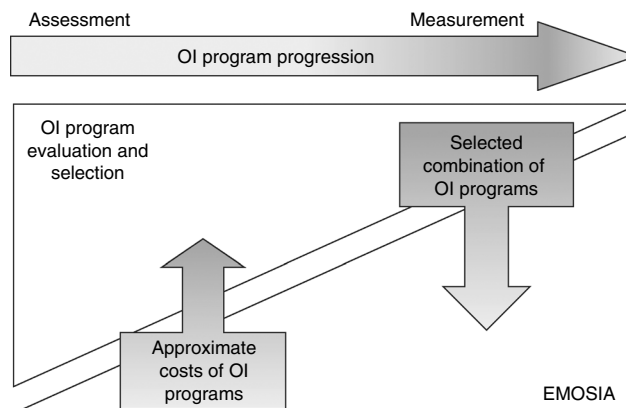 Assessment
Measurement
OI program progression
OI program
evaluation and
selection
Selected
combination of
OI programs
Approximate
costs of OI
programs
EMOSIA